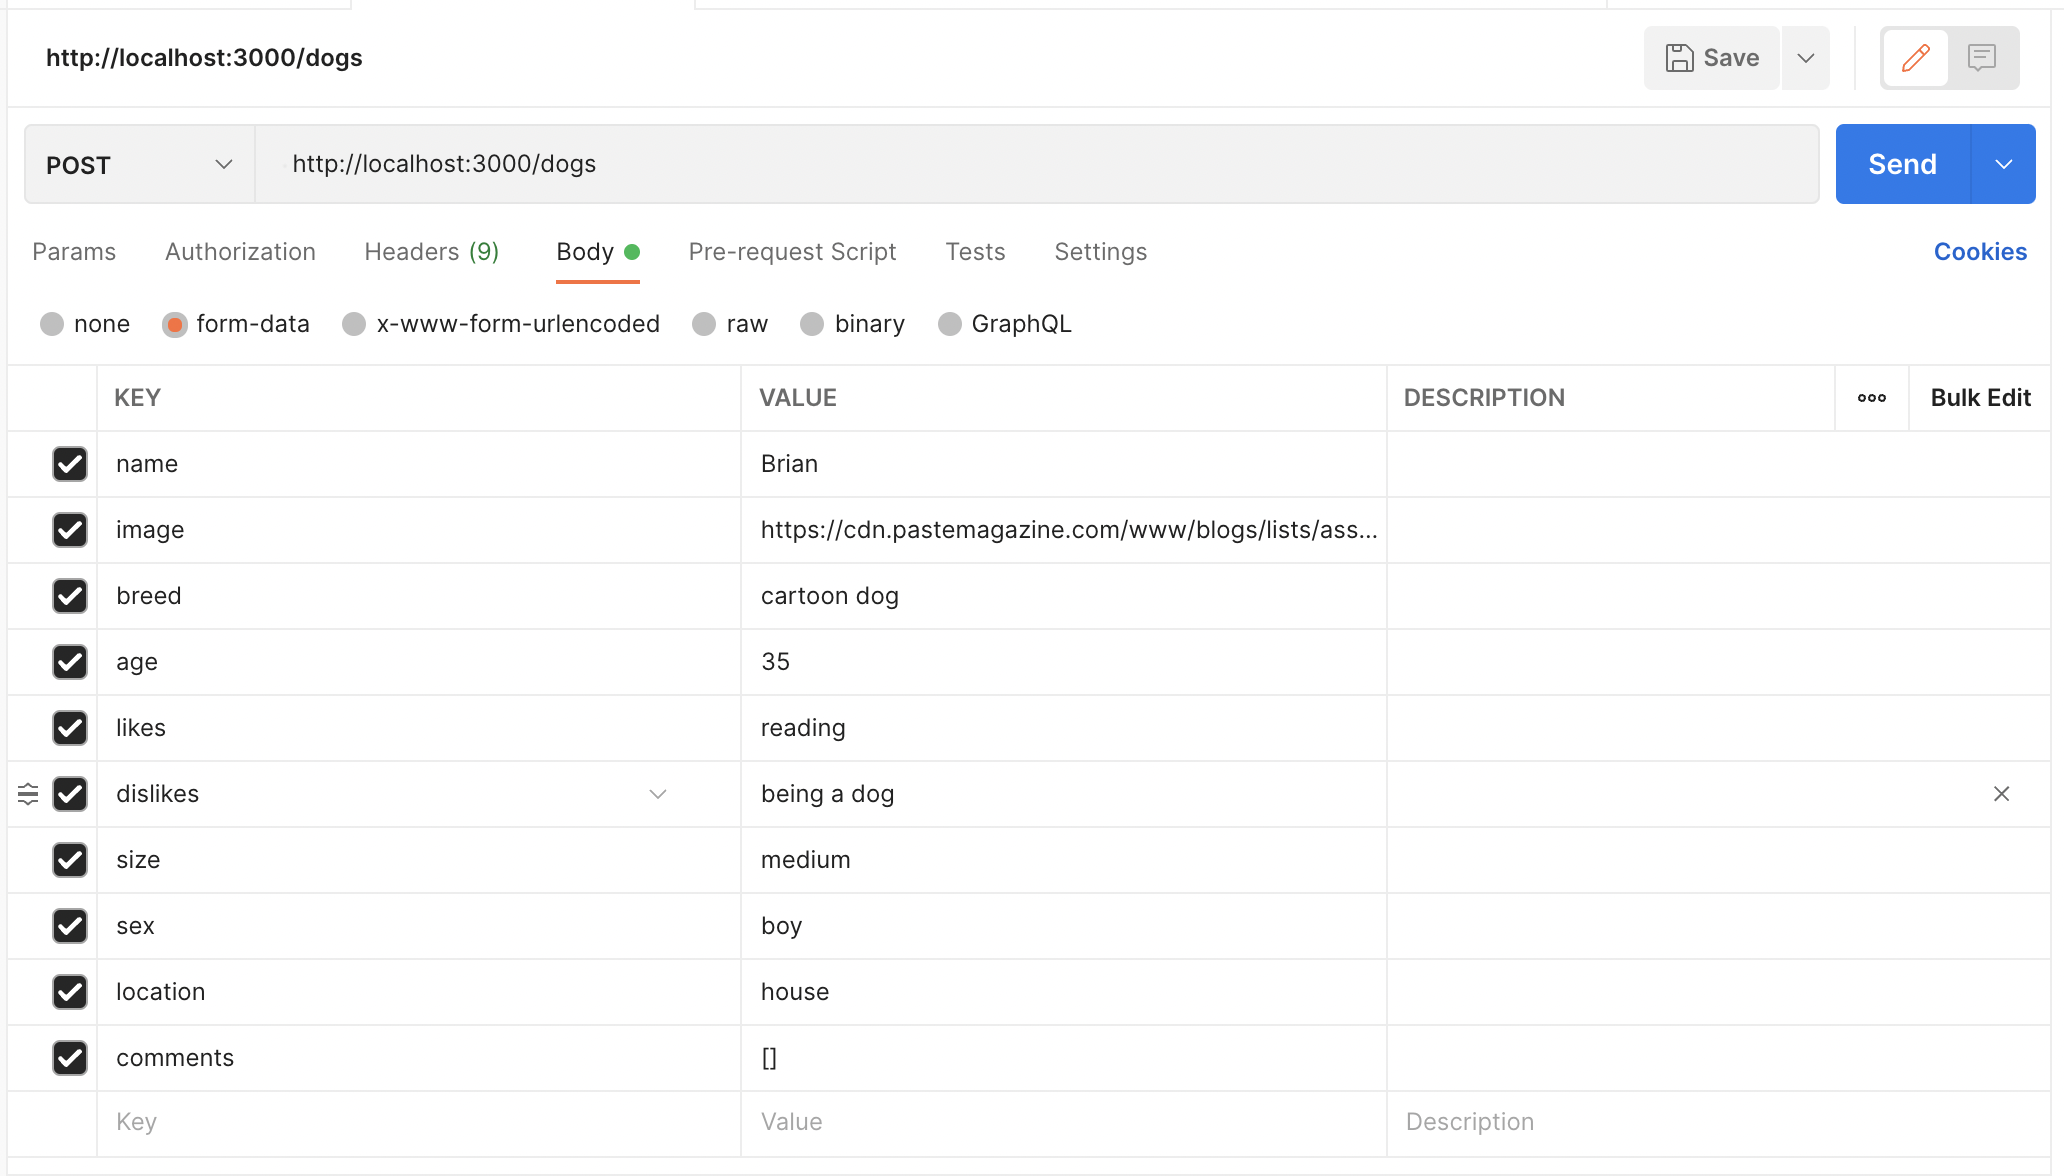 http://localhost:3000/dogs
Save
POST
http://localhost:3000/dogs
Send
Params Authorization Headers (9) Body Pre-request Script Tests Settings Cookies
none form-data x-www-form-urlencoded raw binary GraphQL
KEY VALUE DESCRIPTION ooo Bulk Edit
name Brian
image https://cdn.pastemagazine.com/www/blogs/lists/ass...
breed cartoon dog
age 35
likes reading
dislikes being a dog
size medium
sex boy
location house
comments []
Key Value Description